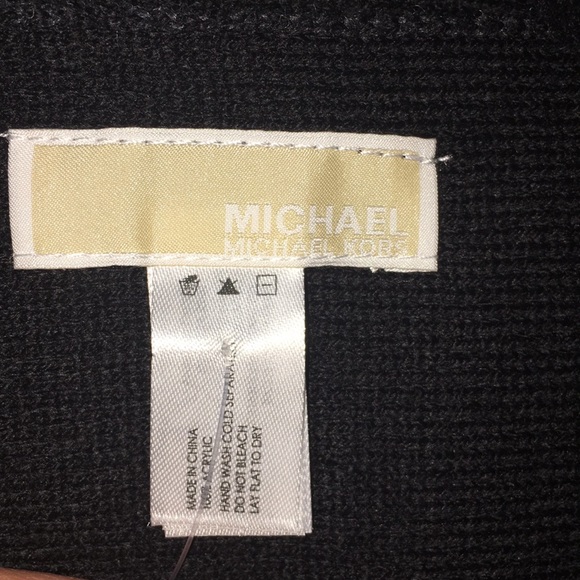 MICHAEL
MICHAEL KORS
MADE IN CHINA
100% ACRYLIC
HAND WASH COLD SEPARATELY
DO NOT BLEACH
LAY FLAT TO DRY